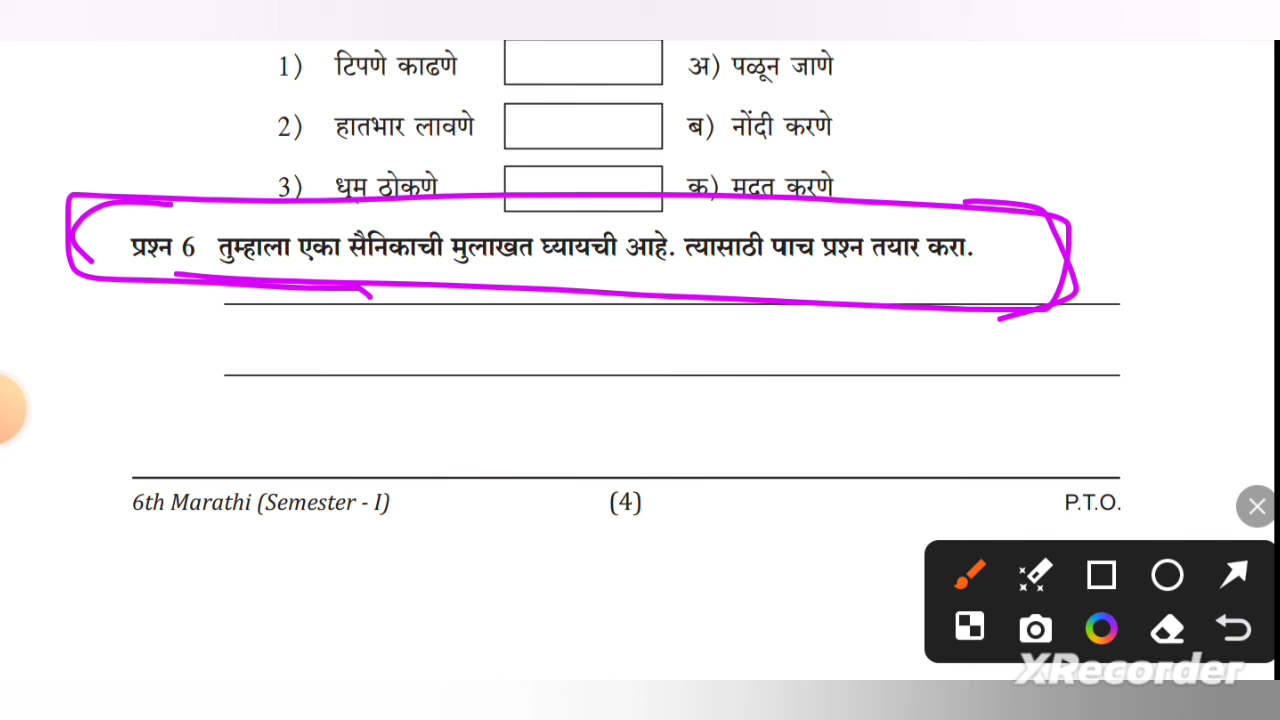 1) टिपणे काढणे अ) पळून जाणे
2) हातभार लावणे ब) नोंदी करणे
3) धूम ठोकणे क) मदत करणे
प्रश्न 6 तुम्हाला एका सैनिकाची मुलाखत घ्यायची आहे. त्यासाठी पाच प्रश्न तयार करा.
6th Marathi (Semester - I) (4) P.T.O.
XRecorder